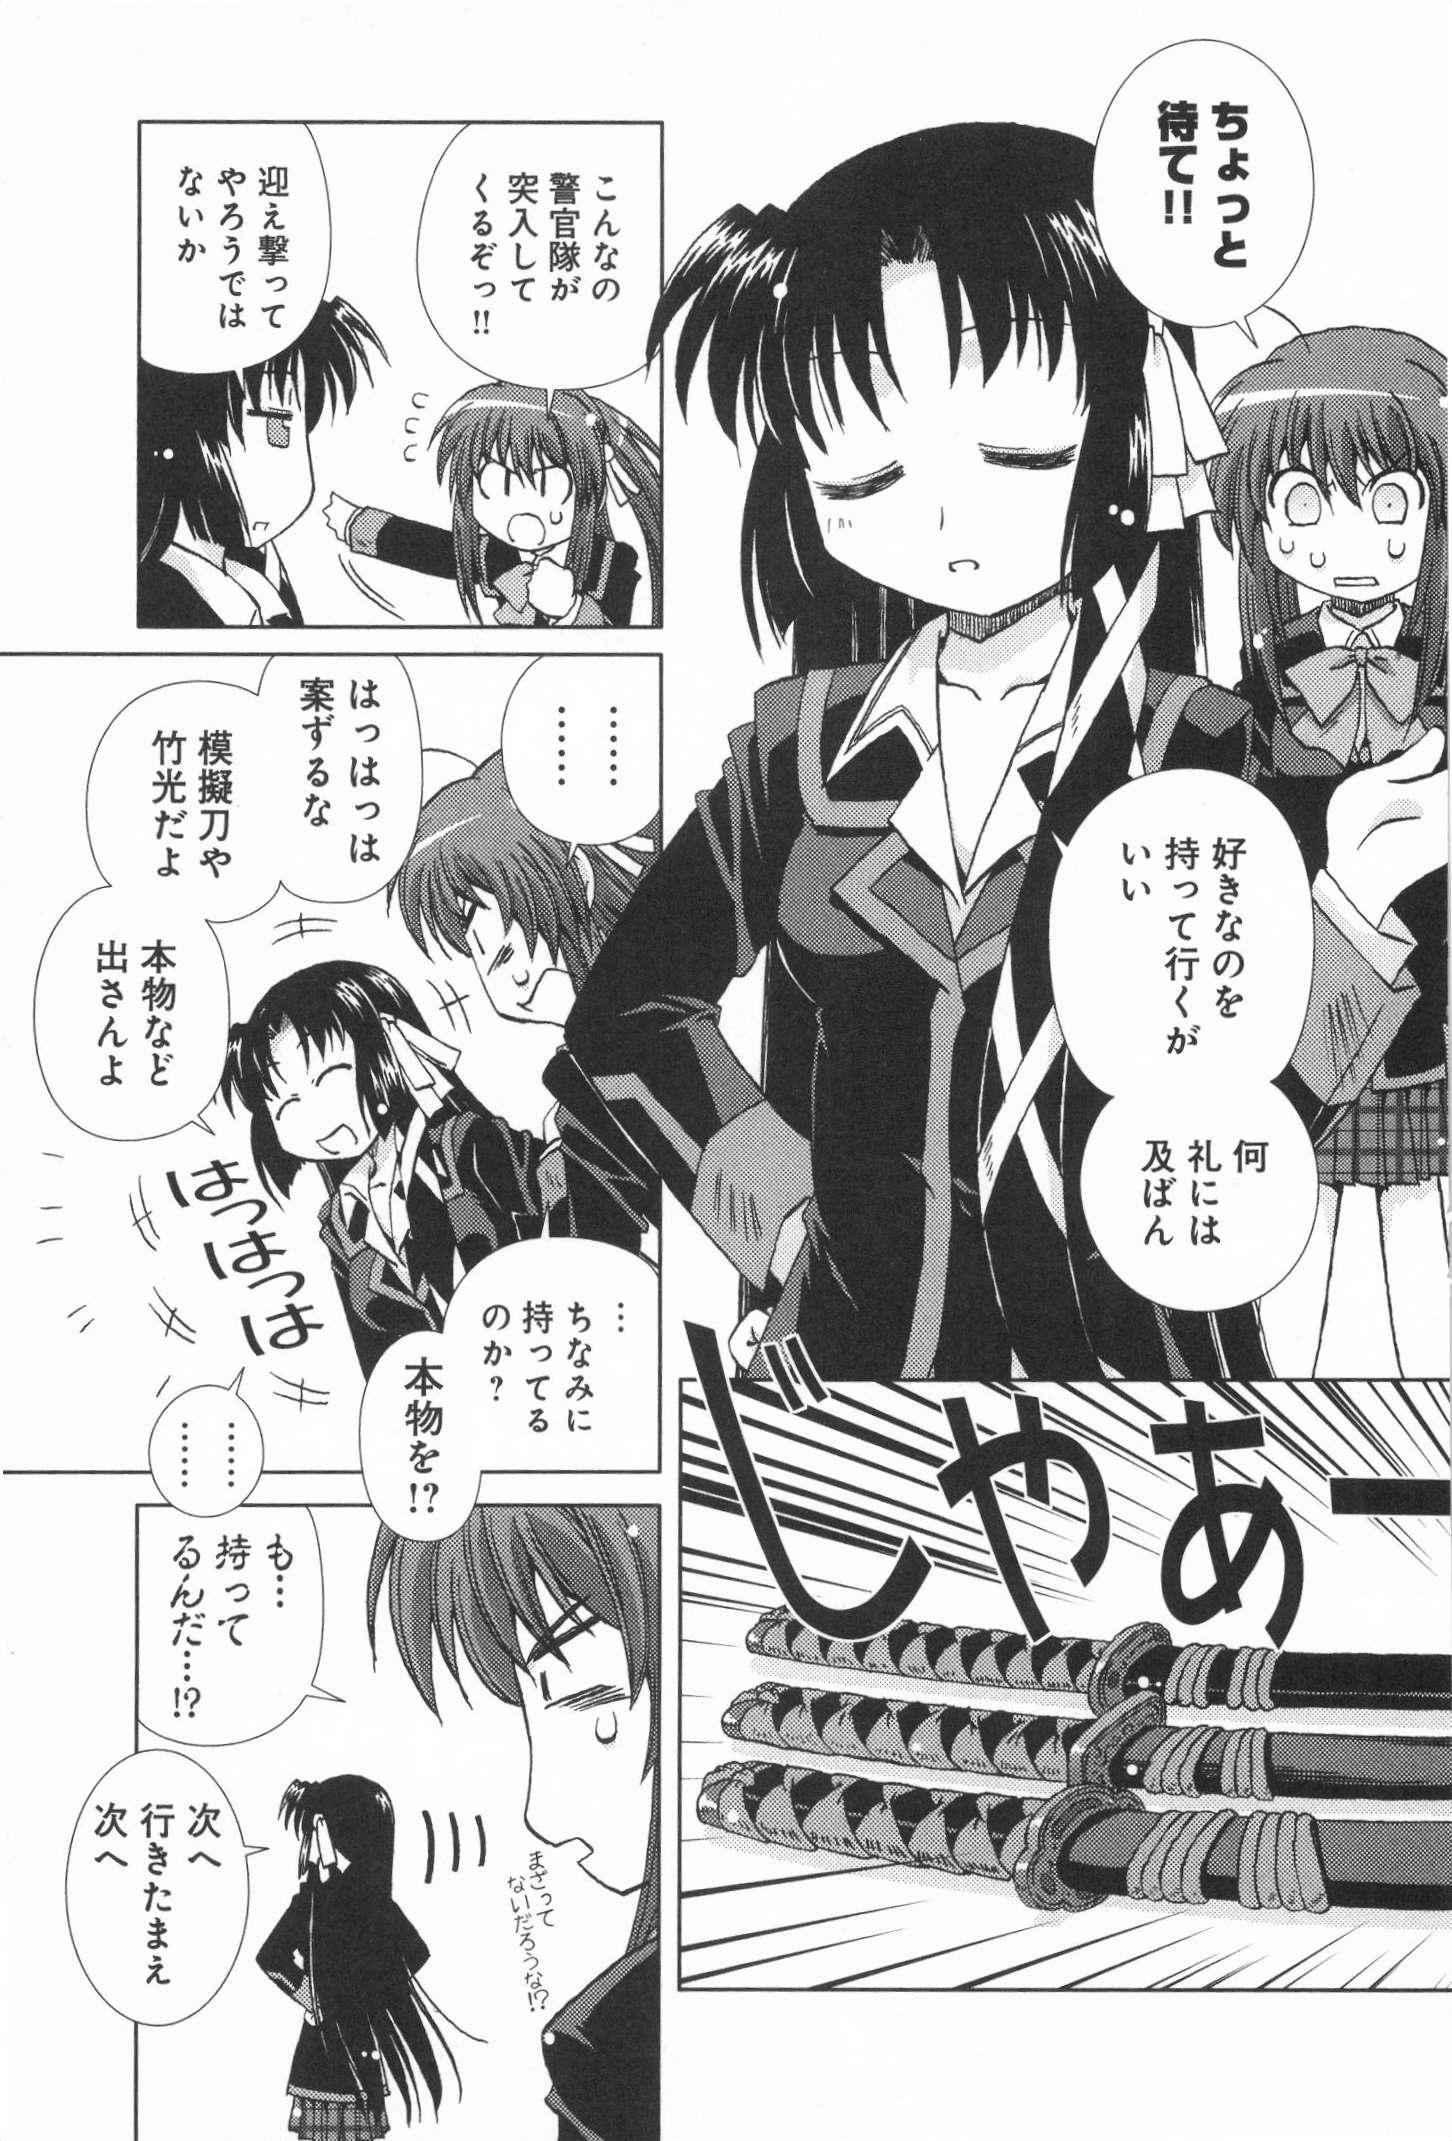 ちょっと
待て!!
好きなのを
持って行くが
いい
何
礼には
及ばん
じゃあー
こんなの
警官隊が
突入して
くるぞっ!!
迎え撃って
やろうでは
ないか
……
……
はっはっは
案ずるな
模擬刀や
竹光だよ
本物など
出さんよ
はっはっは
…
ちなみに
持ってる
のか?
本物を!?
……
……
も…
持って
るんだ…!?
まざって
ないだろうな!?
次へ
行きたまえ
次へ